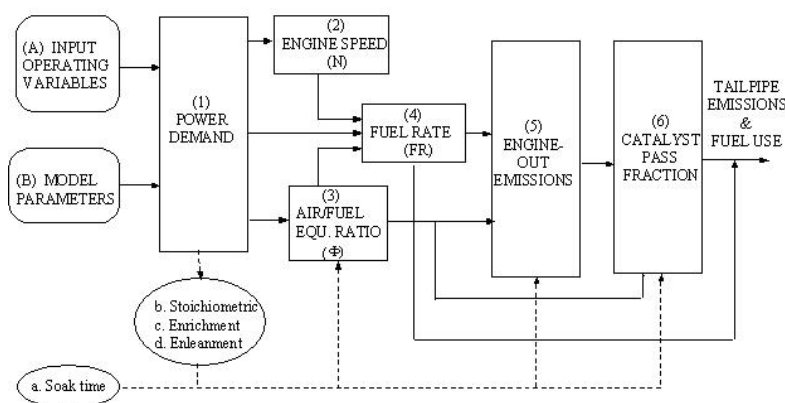 (A) INPUT
OPERATING
VARIABLES
(B) MODEL
PARAMETERS
(1)
POWER
DEMAND
(2)
ENGINE SPEED
(N)
(4)
FUEL RATE
(FR)
(3)
AIR/FUEL
EQU. RATIO
(Φ)
(5)
ENGINE-
OUT
EMISSIONS
(6)
CATALYST
PASS
FRACTION
TAILPIPE
EMISSIONS
&
FUEL USE
b. Stoichiometric
c. Enrichment
d. Enleanment
a. Soak time